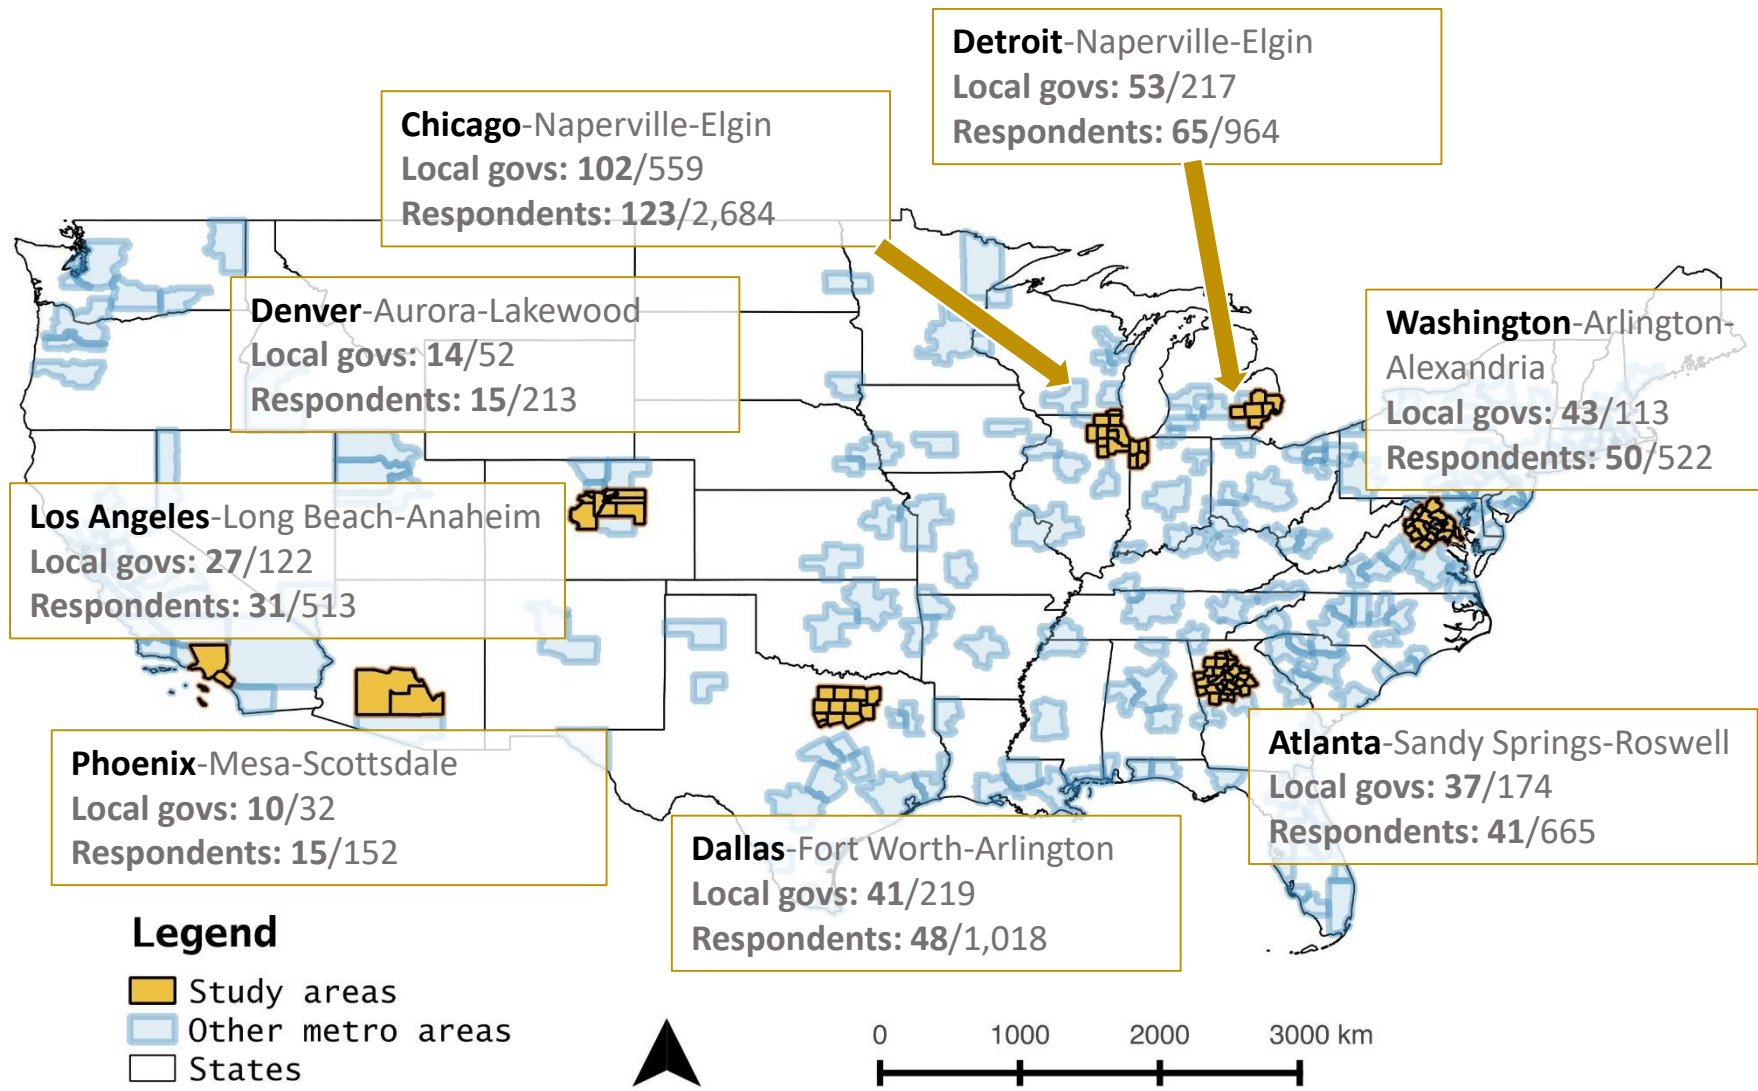 Detroit-Naperville-Elgin
Local govs: 53/217
Respondents: 65/964
Chicago-Naperville-Elgin
Local govs: 102/559
Respondents: 123/2,684
Denver-Aurora-Lakewood
Local govs: 14/52
Respondents: 15/213
Washington-Arlington-
Alexandria
Local govs: 43/113
Respondents: 50/522
Los Angeles-Long Beach-Anaheim
Local govs: 27/122
Respondents: 31/513
Phoenix-Mesa-Scottsdale
Local govs: 10/32
Respondents: 15/152
Atlanta-Sandy Springs-Roswell
Local govs: 37/174
Respondents: 41/665
Dallas-Fort Worth-Arlington
Local govs: 41/219
Respondents: 48/1,018
Legend
Study areas
Other metro areas
States
0 1000 2000 3000 km